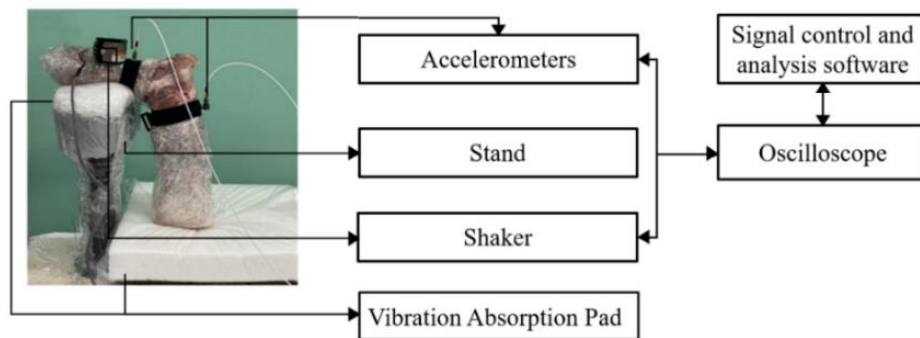 Accelerometers
Signal control and
analysis software
Stand
Oscilloscope
Shaker
Vibration Absorption Pad